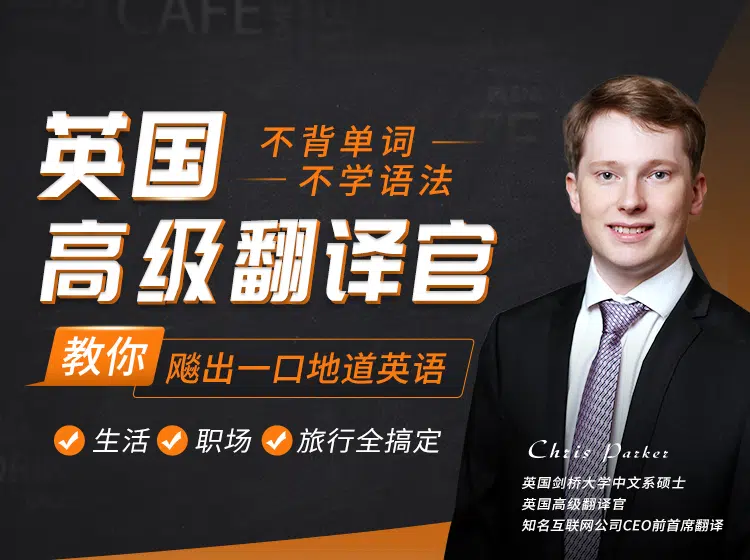 CAFE
英国
不背单词
不学语法
高级翻译官
教你
飚出一口地道英语
生活 职场 旅行全搞定
Chris Parker
英国剑桥大学中文系硕士
英国高级翻译官
知名互联网公司CEO前首席翻译